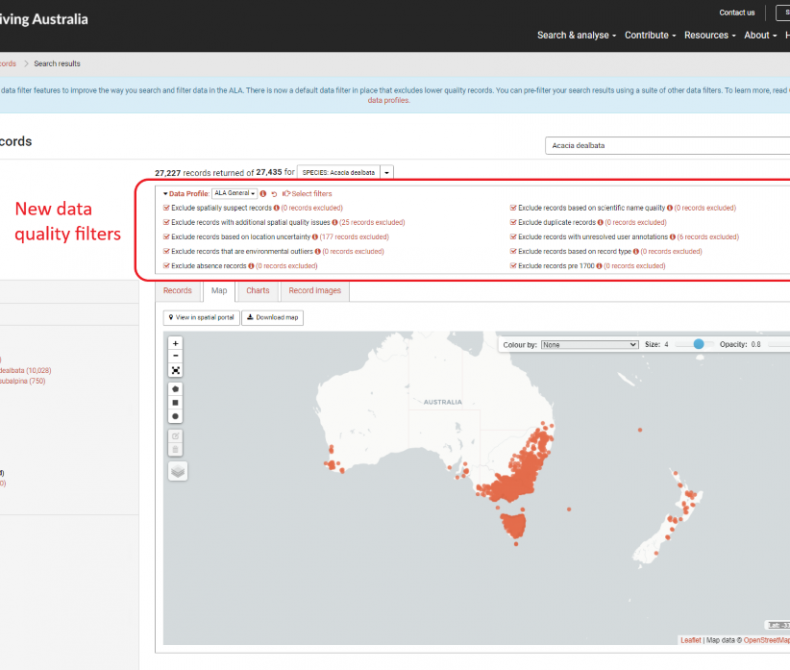 iving Australia
Contact us
Search & analyse Contribute Resources About
ords > Search results
data filter features to improve the way you search and filter data in the ALA. There is now a default data filter in place that excludes lower quality records. You can pre-filter your search results using a suite of other data filters. To learn more, read
data profiles.
cords
Acacia dealbata
27,227 records returned of 27,435 for SPECIES: Acacia dealbata
New data
quality filters
Data Profile: ALA General Select filters
Exclude spatially suspect records (0 records excluded)
Exclude records based on scientific name quality (0 records excluded)
Exclude records with additional spatial quality issues (25 records excluded)
Exclude duplicate records (0 records excluded)
Exclude records based on location uncertainty (177 records excluded)
Exclude records with unresolved user annotations (6 records excluded)
Exclude records that are environmental outliers (0 records excluded)
Exclude records based on record type (0 records excluded)
Exclude absence records (0 records excluded)
Exclude records pre 1700 (0 records excluded)
Records Map Charts Record images
View in spatial portal Download map
Colour by: None Size: 4 Opacity: 0.8
+
−
AUSTRALIA
dealbata (10,028)
subalpina (750)
Leaflet | Map data © OpenStreetMap